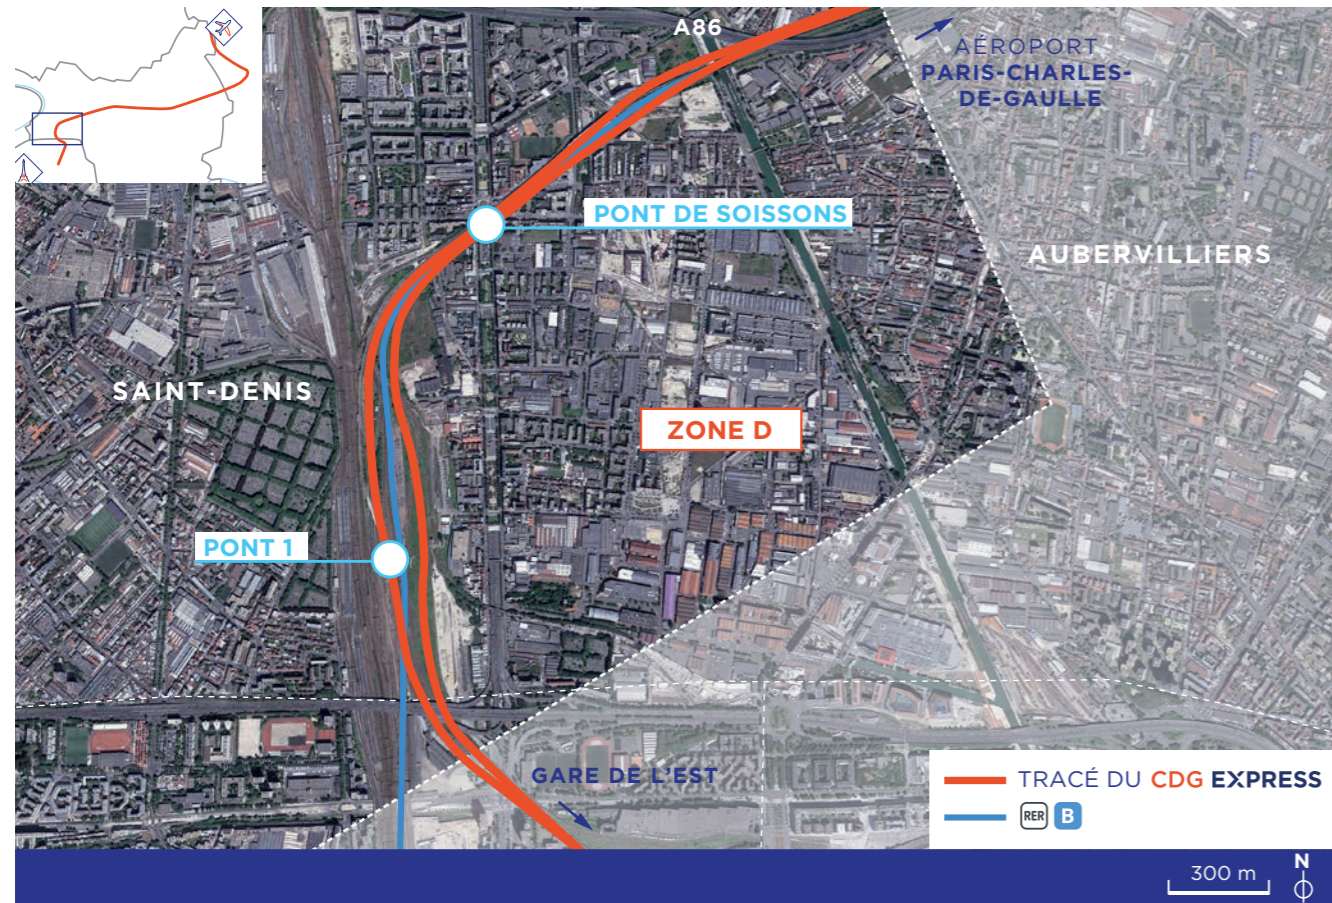 A86
AÉROPORT
PARIS-CHARLES-
DE-GAULLE
PONT DE SOISSONS
AUBERVILLIERS
SAINT-DENIS
ZONE D
PONT 1
GARE DE L'EST
TRACÉ DU CDG EXPRESS
RER B
300 m
N